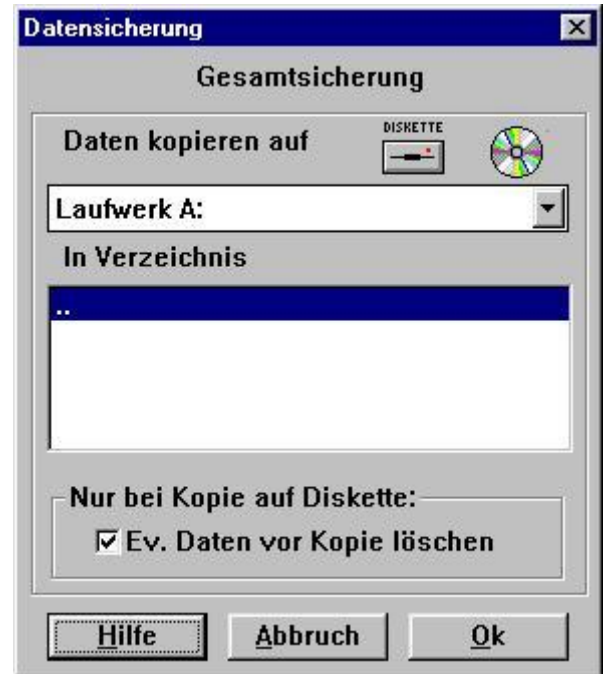 Datensicherung
Gesamtsicherung
DISKETTE
Daten kopieren auf
Laufwerk A:
In Verzeichnis
..
Nur bei Kopie auf Diskette:
Ev. Daten vor Kopie löschen
Hilfe Abbruch Ok